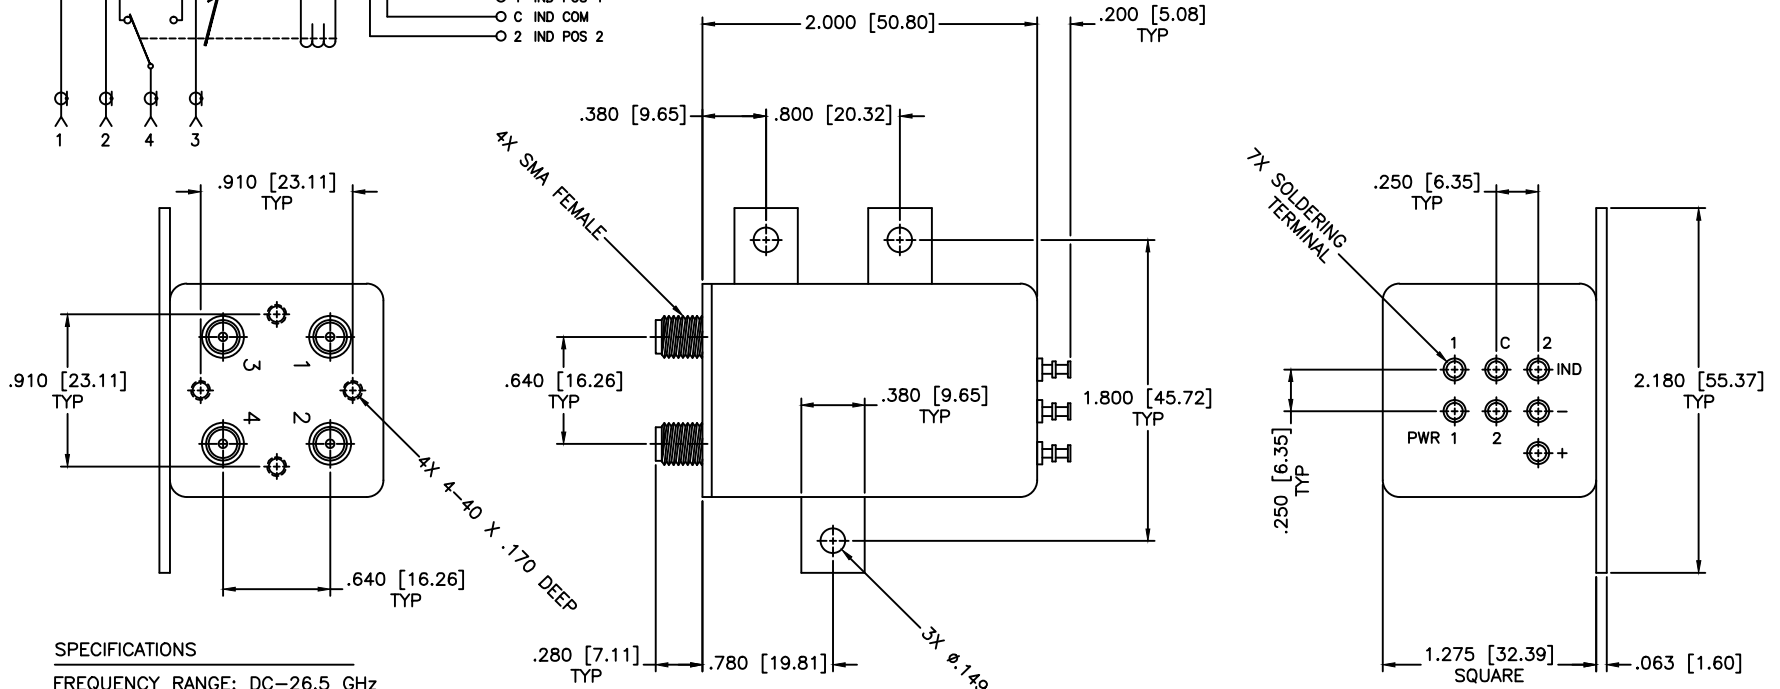 C IND COM
2 IND POS 2
1 2 4 3
2.000 [50.80]
.200 [5.08]
TYP
.380 [9.65]
.800 [20.32]
4X SMA FEMALE
.910 [23.11]
TYP
7X SOLDERING
TERMINAL
.250 [6.35]
TYP
3 1
4 2
.910 [23.11]
TYP
.640 [16.26]
TYP
.380 [9.65]
TYP
1.800 [45.72]
TYP
1 C 2
IND
-
PWR 1 2
+
2.180 [55.37]
TYP
.250 [6.35]
TYP
4X 4-40 X .170 DEEP
.640 [16.26]
TYP
.280 [7.11]
TYP
.780 [19.81]
3X ø.149
1.275 [32.39]
SQUARE
.063 [1.60]
SPECIFICATIONS
FREQUENCY RANGE: DC-26.5 GHz